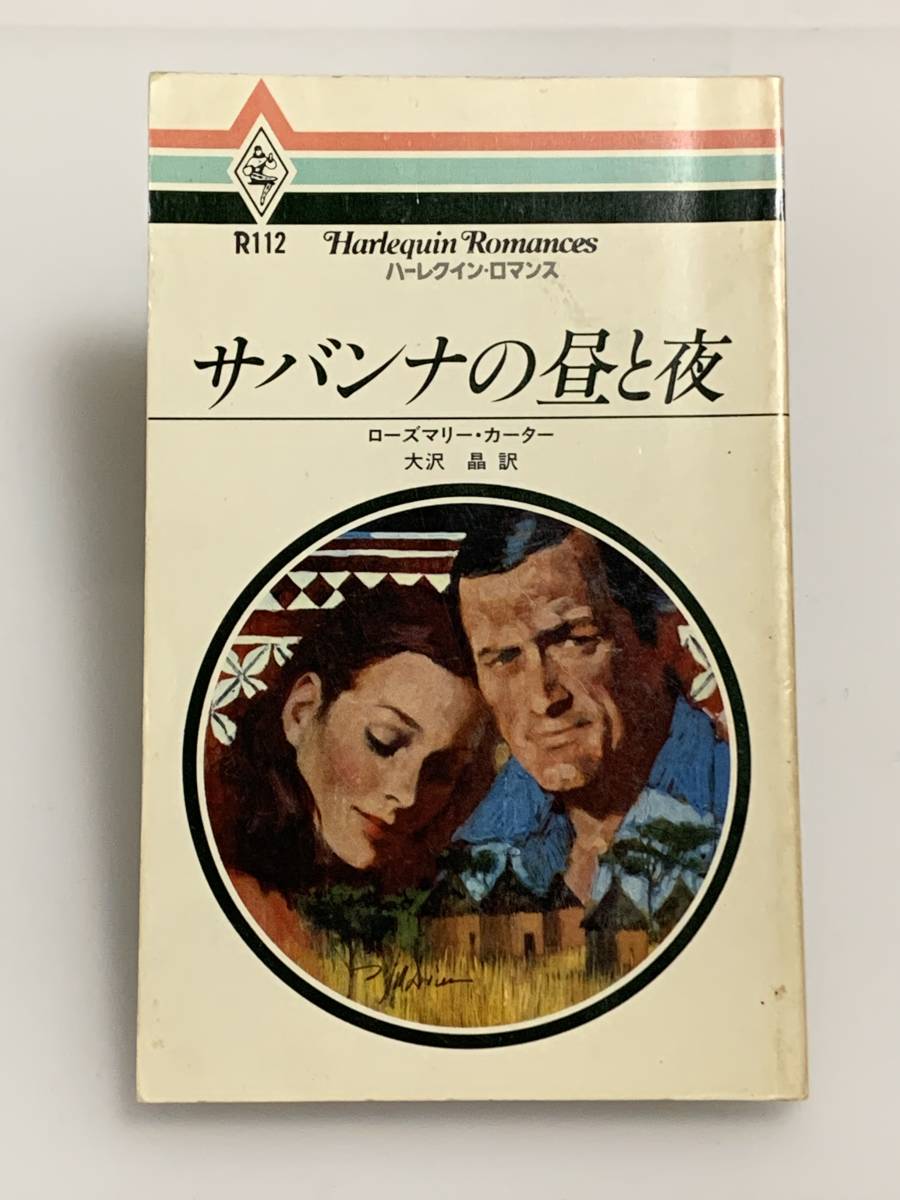 R112
Harlequin Romances
ハーレクイン・ロマンス
サバンナの昼と夜
ローズマリー・カーター
大沢 晶 訳